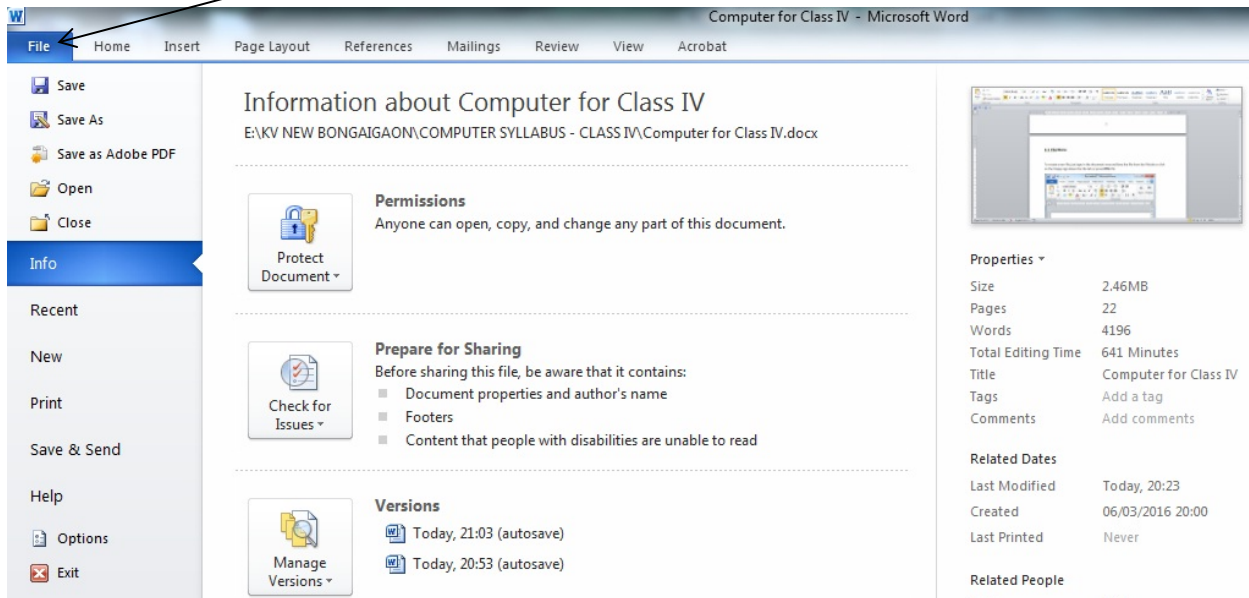 Computer for Class IV - Microsoft Word
File Home Insert Page Layout References Mailings Review View Acrobat
Save
Save As
Save as Adobe PDF
Open
Close
Info
Recent
New
Print
Save & Send
Help
Options
Exit
Information about Computer for Class IV
E:\KV NEW BONGAIGAON\COMPUTER SYLLABUS - CLASS IV\Computer for Class IV.docx
Protect
Document
Permissions
Anyone can open, copy, and change any part of this document.
Check for
Issues
Prepare for Sharing
Before sharing this file, be aware that it contains:
Document properties and author's name
Footers
Content that people with disabilities are unable to read
Manage
Versions
Versions
Today, 21:03 (autosave)
Today, 20:53 (autosave)
Properties
Size 2.46MB
Pages 22
Words 4196
Total Editing Time 641 Minutes
Title Computer for Class IV
Tags Add a tag
Comments Add comments
Related Dates
Last Modified Today, 20:23
Created 06/03/2016 20:00
Last Printed Never
Related People